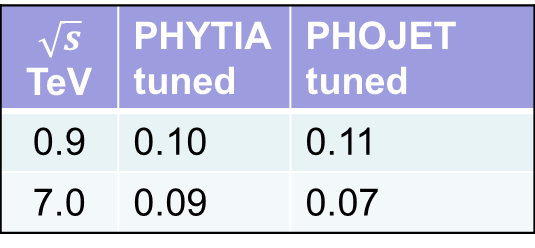 √s TeV PHYTIA tuned PHOJET tuned
0.9 0.10 0.11
7.0 0.09 0.07